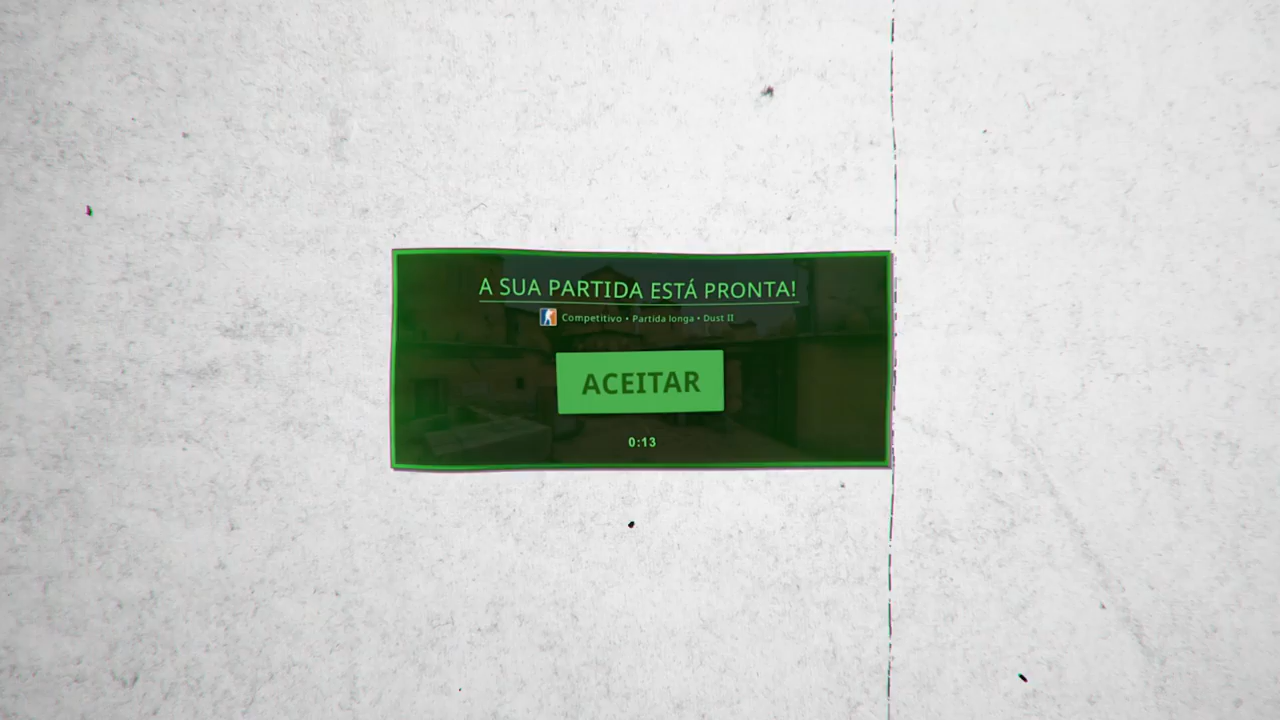 A SUA PARTIDA ESTÁ PRONTA!
Competitivo • Partida longa • Dust II
ACEITAR
0:13